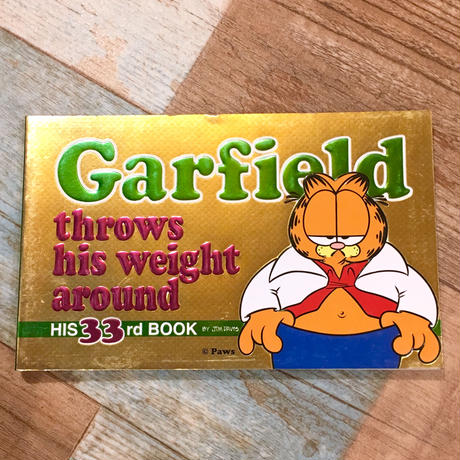 Garfield
throws
his weight
around
HIS 33rd BOOK BY JIM DAVIS
© Paws